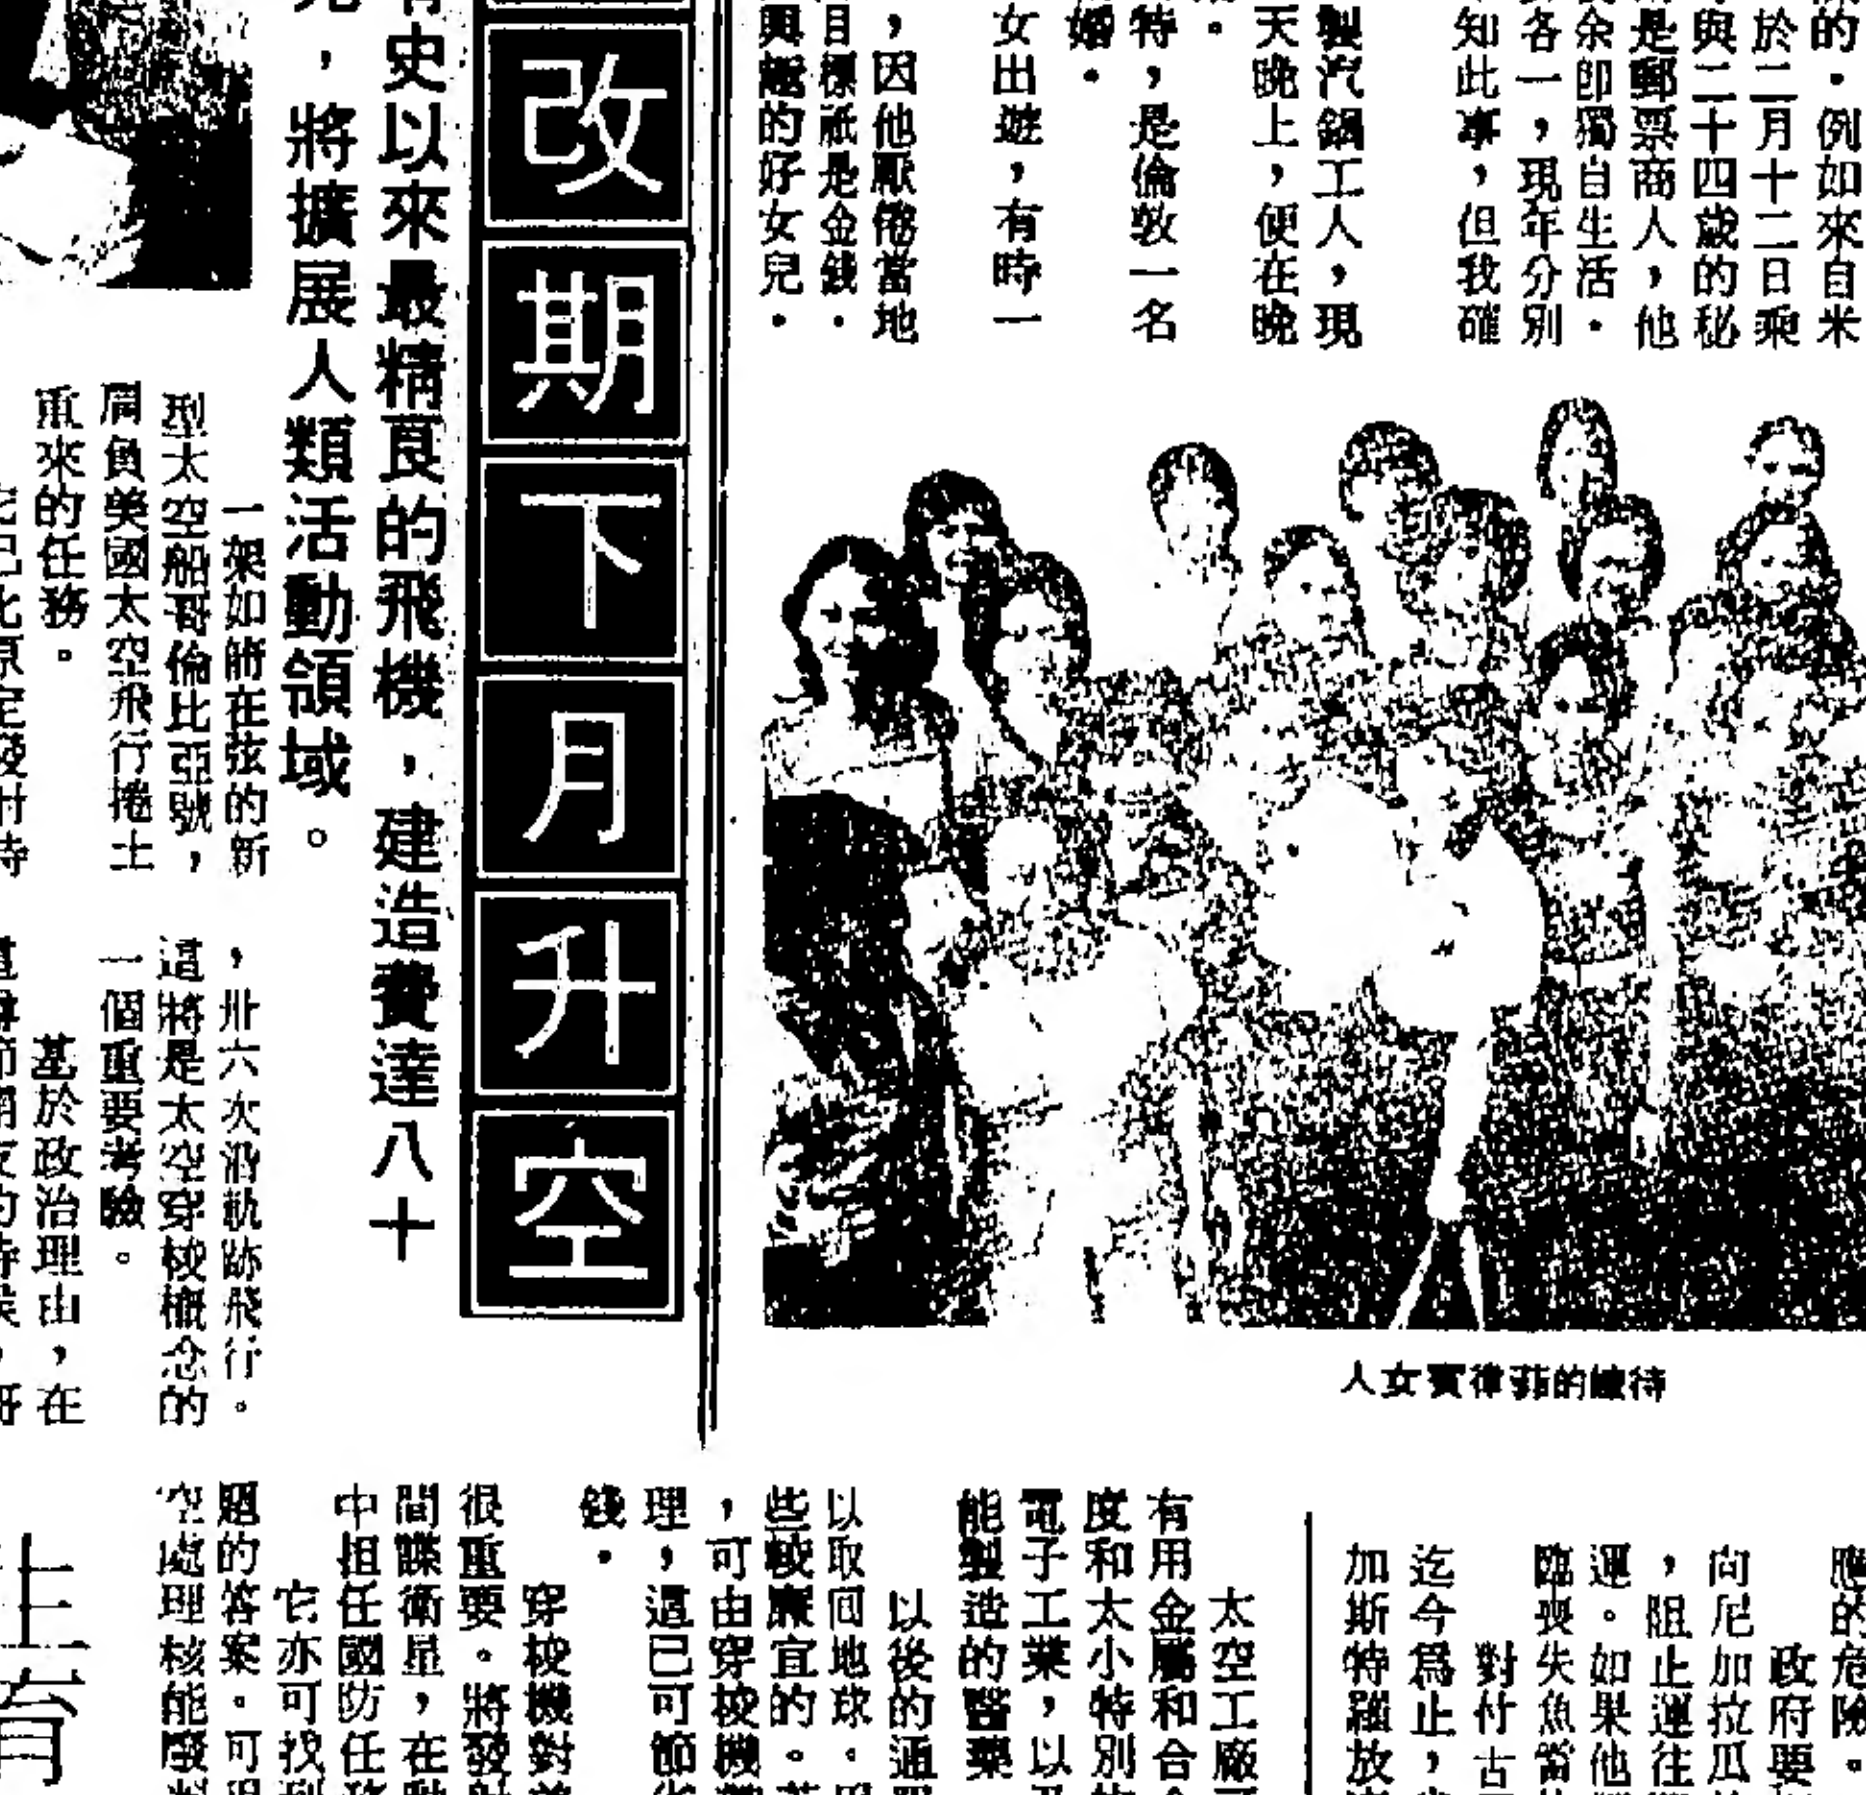 的．例如來自米
於二月十二日乘
與二十四歲的秘
是郵票商人，他
余即獨自生活．
各一，現年分別
知此事，但我確
製汽鍋工人，現
天晚上，便在晚
特，是倫敦一名
婚．
女出遊，有時一
，因他厭倦當地
目標祇是金錢．
興趣的好女兒．
人女賓律菲的嫁待
改期下月升空
有史以來最精良的飛機，建造費達八十
，將擴展人類活動領域。
一架如箭在弦的新
型太空船哥倫比亞號，
肩負美國太空飛行捲土
重來的任務。
，卅六次沿軌跡飛行。
這將是太空穿梭概念的
一個重要考驗。
基於政治理由，在
應的危險。
政府要
向尼加拉瓜
，阻止運往
運。如果他
臨喪失魚當
對付古
迄今為止，
加斯特羅放
太空工廠
有用金屬和合
度和太小特別
電子工業，以及
能製造的醫藥
以後的通
以取回地球．
些較廉宜的。
，可由穿梭機
理，這已可節
錢．
穿梭機對
很重要。將發射
間諜衛星，在
中担任國防任務
它亦可找到
題的答案。可
空處理核能廢